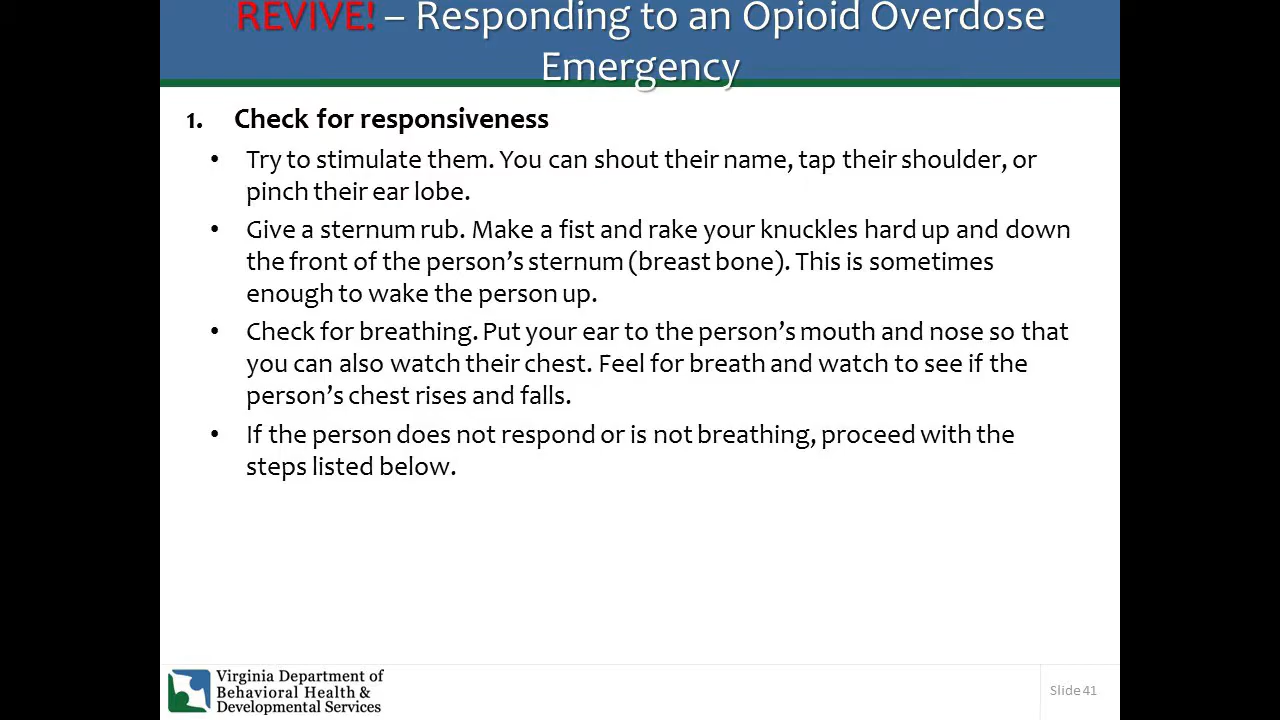 REVIVE! – Responding to an Opioid Overdose
Emergency
1. Check for responsiveness
• Try to stimulate them. You can shout their name, tap their shoulder, or
pinch their ear lobe.
• Give a sternum rub. Make a fist and rake your knuckles hard up and down
the front of the person’s sternum (breast bone). This is sometimes
enough to wake the person up.
• Check for breathing. Put your ear to the person’s mouth and nose so that
you can also watch their chest. Feel for breath and watch to see if the
person’s chest rises and falls.
• If the person does not respond or is not breathing, proceed with the
steps listed below.
Virginia Department of
Behavioral Health &
Developmental Services
Slide 41